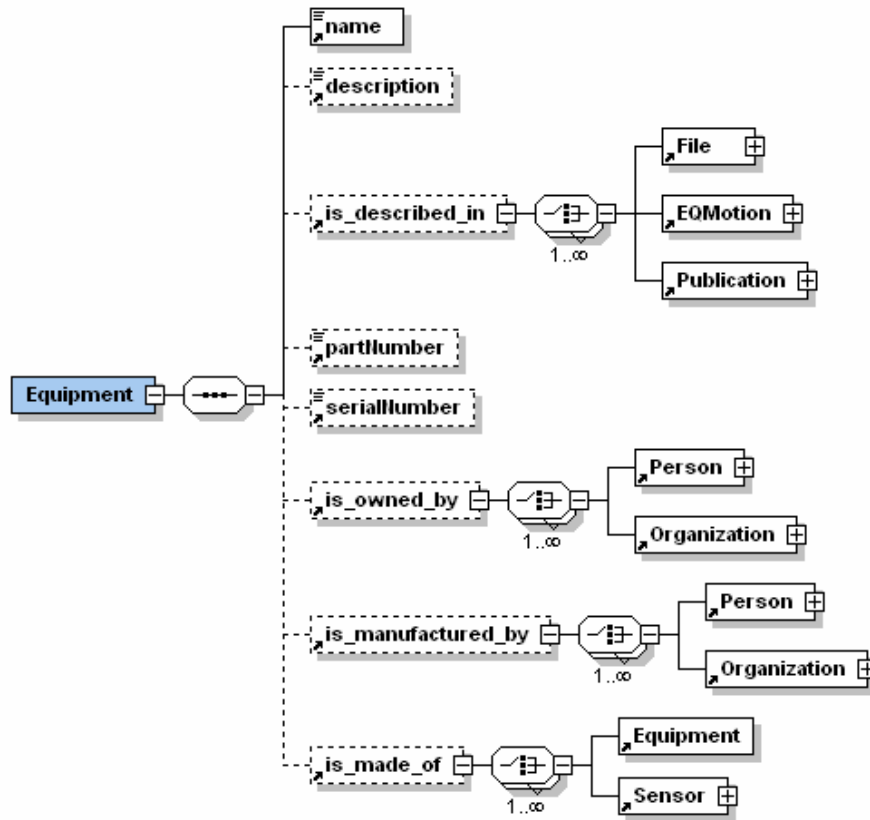 name
description
File
is_described_in
EQMotion
1..∞
Publication
partNumber
Equipment
serialNumber
Person
is_owned_by
1..∞
Organization
Person
is_manufactured_by
1..∞
Organization
Equipment
is_made_of
1..∞
Sensor